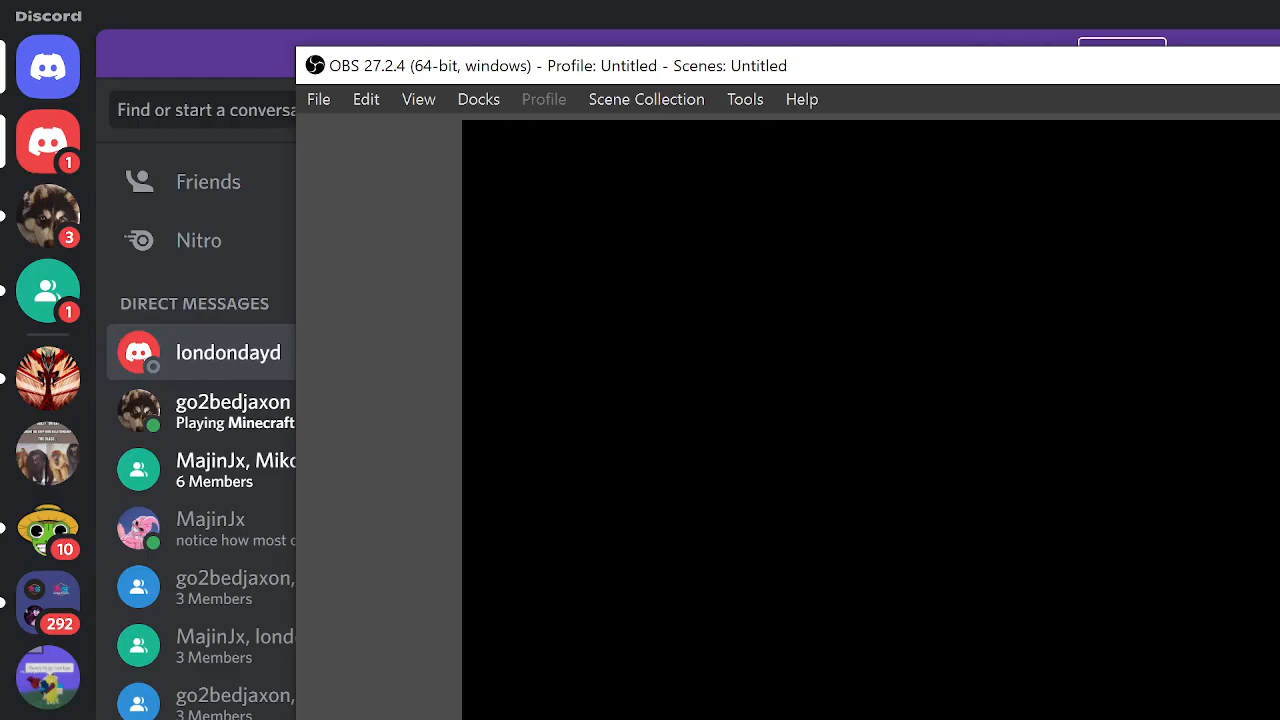 Discord
OBS 27.2.4 (64-bit, windows) - Profile: Untitled - Scenes: Untitled
File Edit View Docks Profile Scene Collection Tools Help
Find or start a conversa
1
3
1
10
292
Friends
Nitro
DIRECT MESSAGES
londondayd
go2bedjaxon
Playing Minecraft
MajinJx, Miko
6 Members
MajinJx
notice how most c
go2bedjaxon,
3 Members
MajinJx, lond
3 Members
go2bedjaxon,
3 Members